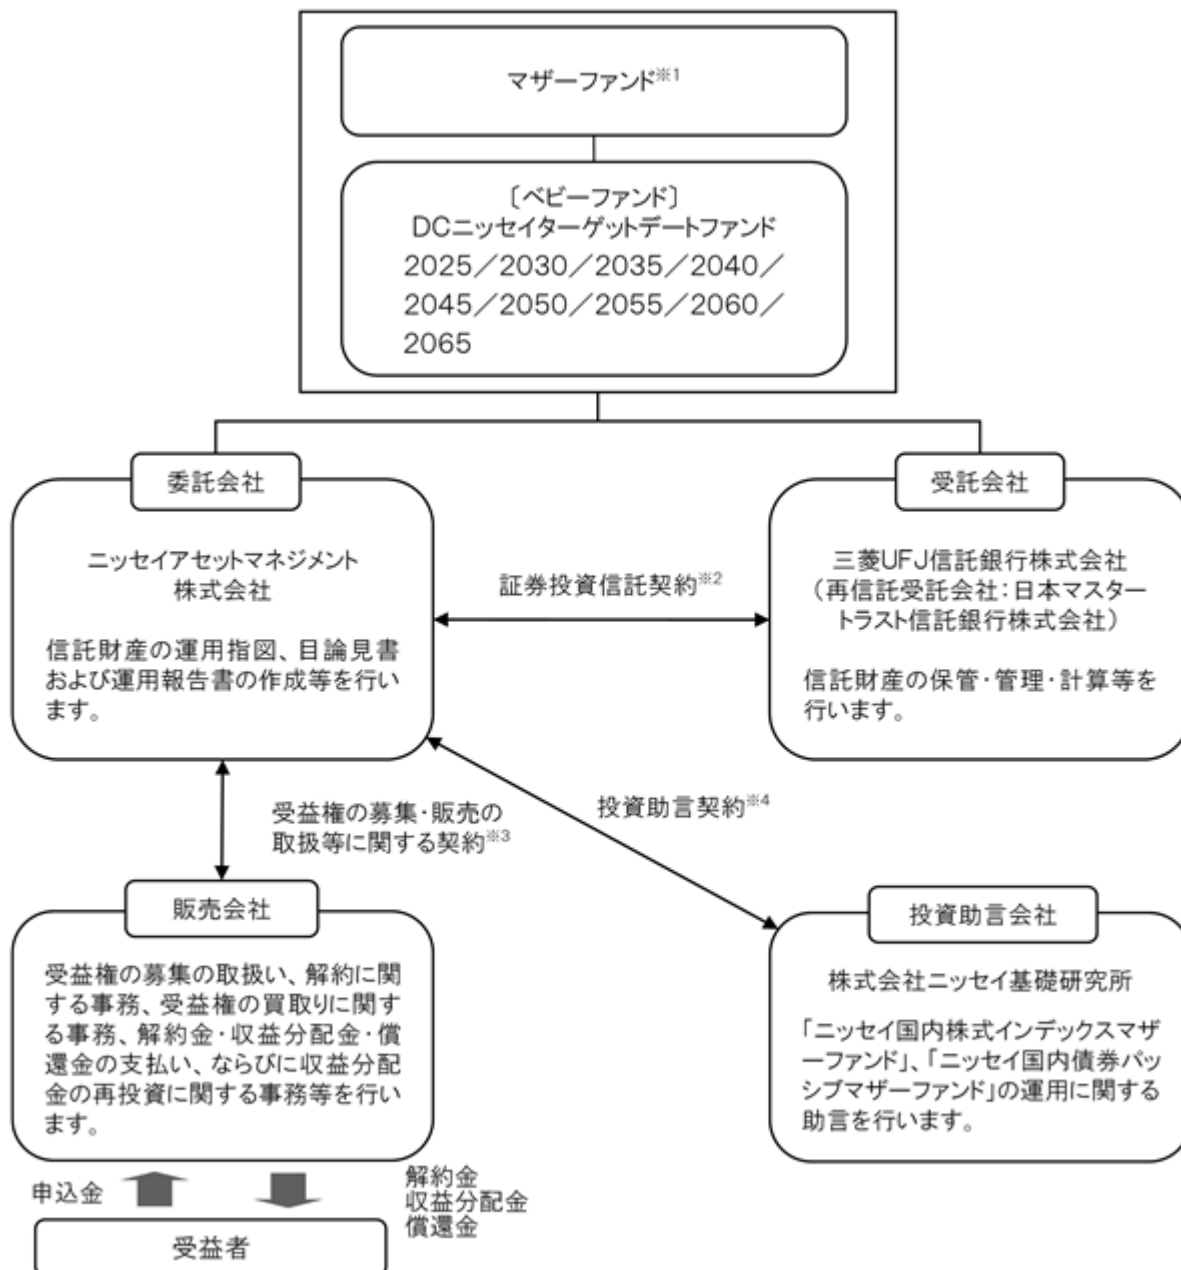 マザーファンド※1
〔ベビーファンド〕
DCニッセイターゲットデートファンド
2025／2030／2035／2040／
2045／2050／2055／2060／
2065
委託会社
ニッセイアセットマネジメント
株式会社
信託財産の運用指図、目論見書
および運用報告書の作成等を行い
ます。
証券投資信託契約※2
受託会社
三菱UFJ信託銀行株式会社
（再信託受託会社：日本マスター
トラスト信託銀行株式会社）
信託財産の保管・管理・計算等を
行います。
受益権の募集・販売の
取扱等に関する契約※3
投資助言契約※4
販売会社
受益権の募集の取扱い、解約に関
する事務、受益権の買取りに関す
る事務、解約金・収益分配金・償
還金の支払い、ならびに収益分配
金の再投資に関する事務等を行い
ます。
投資助言会社
株式会社ニッセイ基礎研究所
「ニッセイ国内株式インデックスマザ
ーファンド」、「ニッセイ国内債券パッ
シブマザーファンド」の運用に関する
助言を行います。
申込金
解約金
収益分配金
償還金
受益者